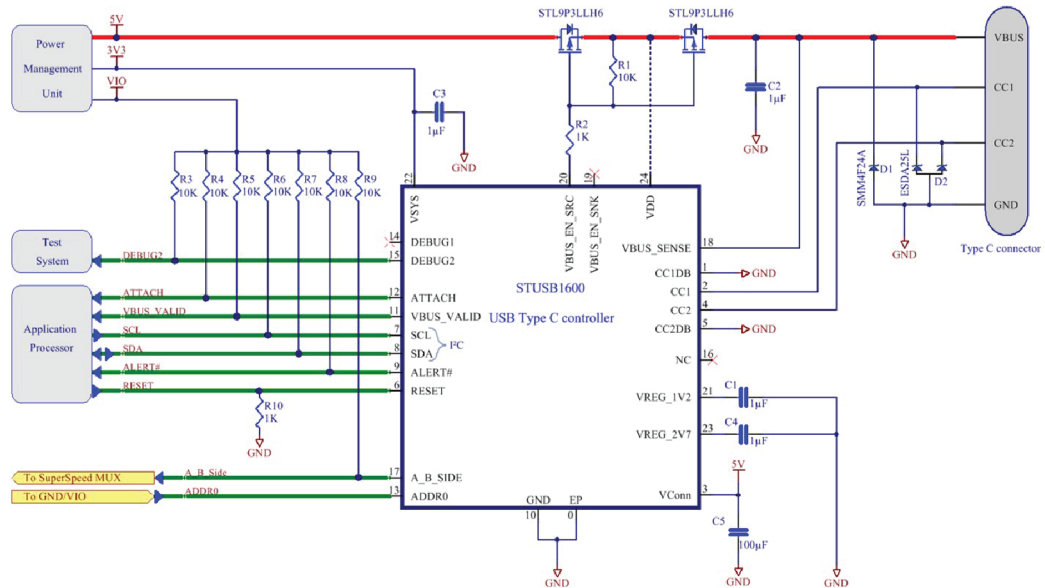 STL9P3LLH6
STL9P3LLH6
5V
Power
Management
Unit
3V3
VIO
VBUS
R1
10K
C2
1µF
CC1
C3
1µF
GND
R2
1K
GND
CC2
R3
10K
R4
10K
R5
10K
R6
10K
R7
10K
R8
10K
R9
10K
SMM4F24A
D1
ESDA25L
D2
GND
GND
Type C connector
22
VSYS
20
VBUS_EN_SRC
19
VBUS_EN_SNK
24
VDD
Test
System
DEBUG2
14
DEBUG1
15
DEBUG2
VBUS_SENSE
18
CC1DB
1
GND
STUSB1600
USB Type C controller
CC1
2
CC2
4
CC2DB
5
GND
NC
16
Application
Processor
ATTACH
12
ATTACH
VBUS_VALID
11
VBUS_VALID
SCL
7
SCL
I²C
SDA
8
SDA
ALERT#
9
ALERT#
RESET
6
RESET
R10
1K
GND
VREG_1V2
21
C1
1µF
VREG_2V7
23
C4
1µF
To SuperSpeed MUX
A_B_Side
17
A_B_SIDE
To GND/VIO
ADDR0
13
ADDR0
5V
VConn
3
C5
100µF
GND
EP
10
0
GND
GND
GND